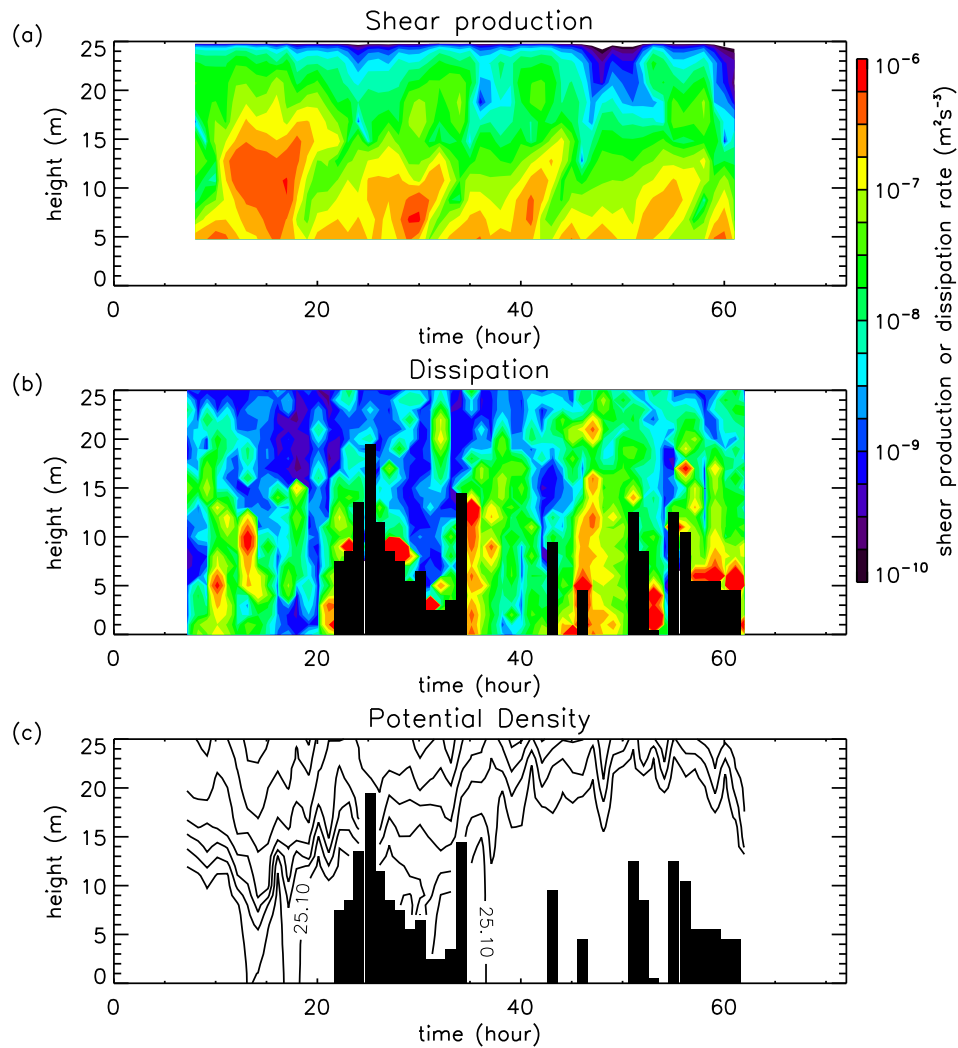 (a)
Shear production
25
20
15
10
5
0
height (m)
0
20
40
60
time (hour)
(b)
Dissipation
25
20
15
10
5
0
height (m)
0
20
40
60
time (hour)
(c)
Potential Density
25
20
15
10
5
0
height (m)
25.10
25.10
0
20
40
60
time (hour)
10⁻⁶
10⁻⁷
10⁻⁸
10⁻⁹
10⁻¹⁰
shear production or dissipation rate (m²s⁻³)